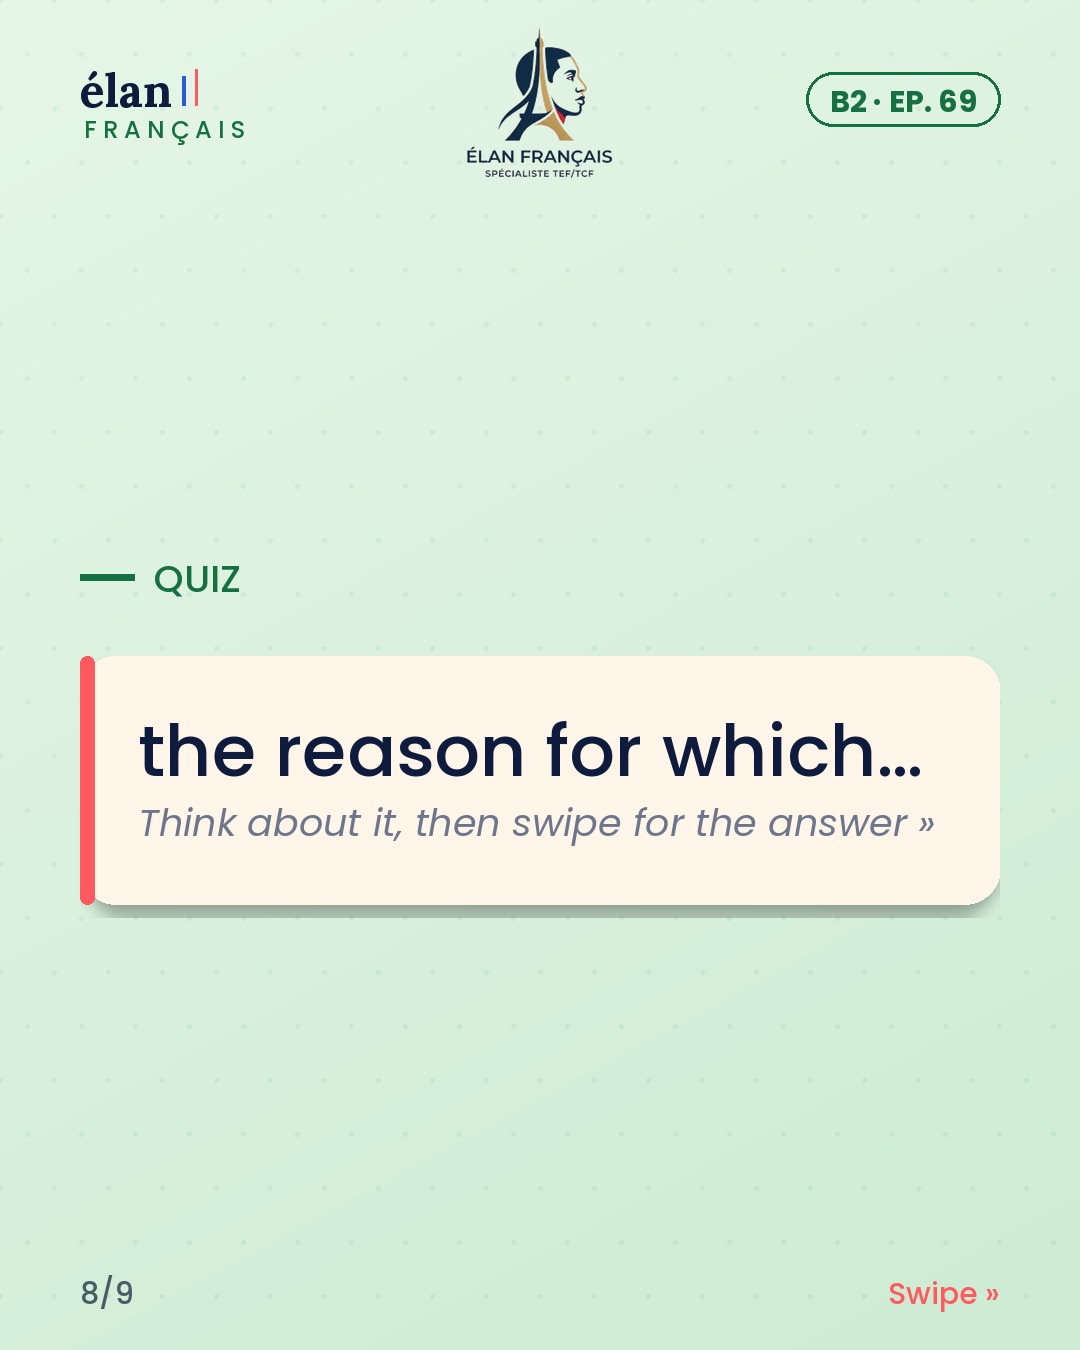 élan
FRANÇAIS
ÉLAN FRANÇAIS
SPÉCIALISTE TEF/TCF
B2 · EP. 69
QUIZ
the reason for which...
Think about it, then swipe for the answer »
8/9
Swipe »